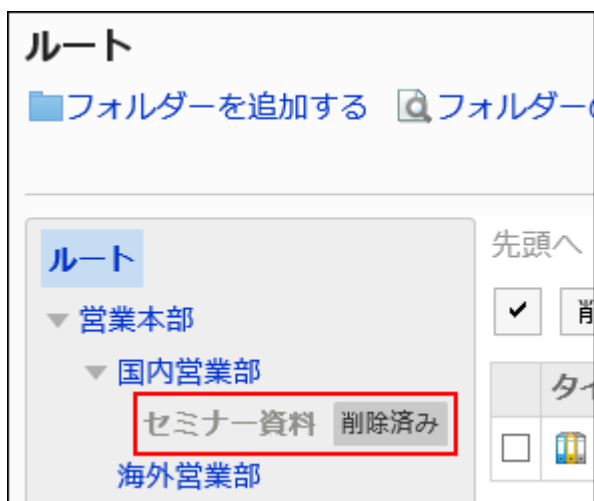 ルート
フォルダーを追加する フォルダーの
ルート
営業本部
国内営業部
セミナー資料 削除済み
海外営業部
先頭へ
削
タイ